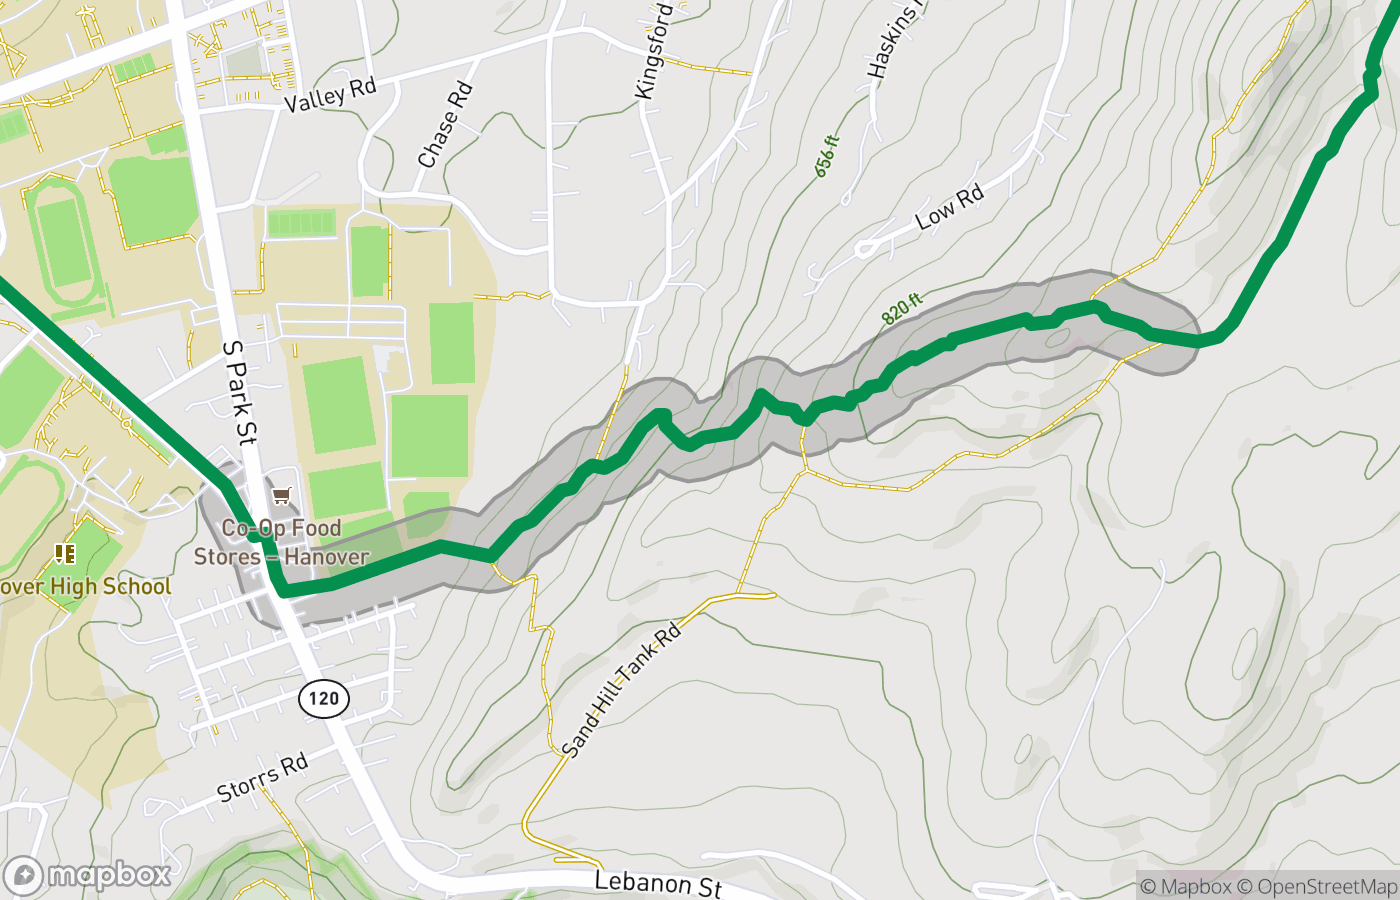 Kingsford
Haskins
Valley Rd
Chase Rd
656 ft
Low Rd
820 ft
S Park St
Co-Op Food
Stores – Hanover
over High School
120
Sand Hill Tank Rd
Storrs Rd
Lebanon St
mapbox
© Mapbox © OpenStreetMap